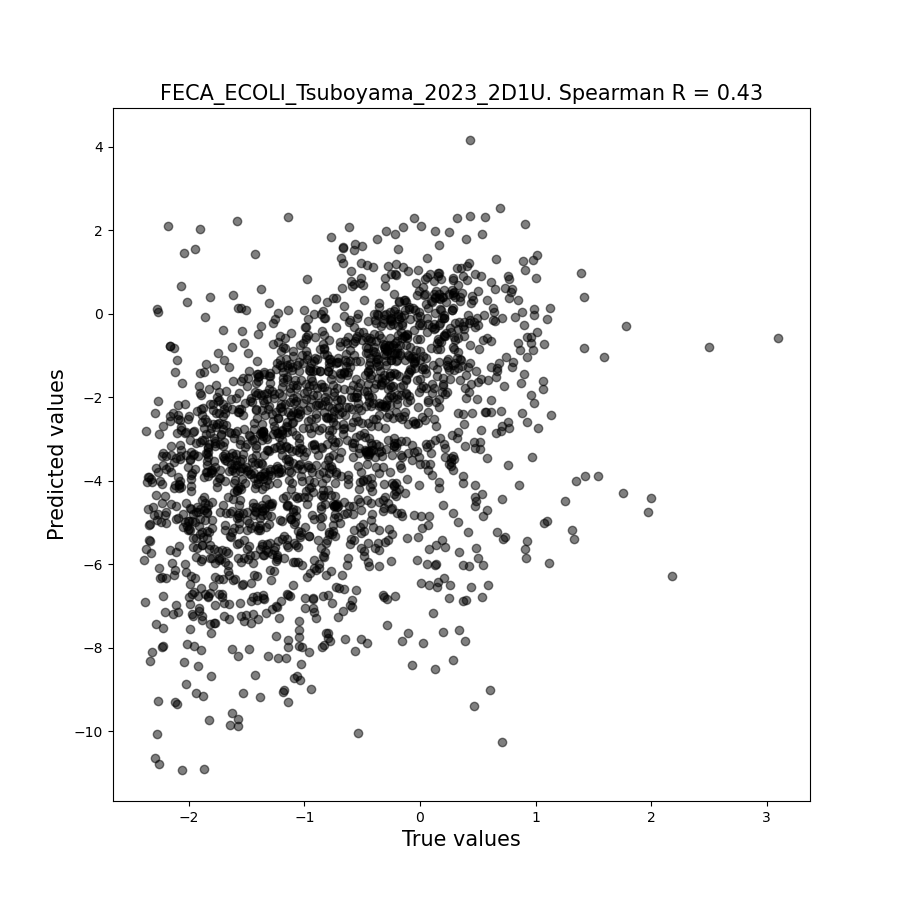 FECA_ECOLI_Tsuboyama_2023_2D1U. Spearman R = 0.43
4
2
0
−2
−4
−6
−8
−10
Predicted values
−2 −1 0 1 2 3
True values